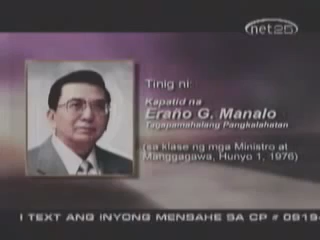 net25
Tinig ni:
Kapatid na
Eraño G. Manalo
Tagapamahalang Pangkalahatan
(sa klase ng mga Ministro at
Manggagawa, Hunyo 1, 1976)
I TEXT ANG INYONG MENSAHE SA CP # 0919